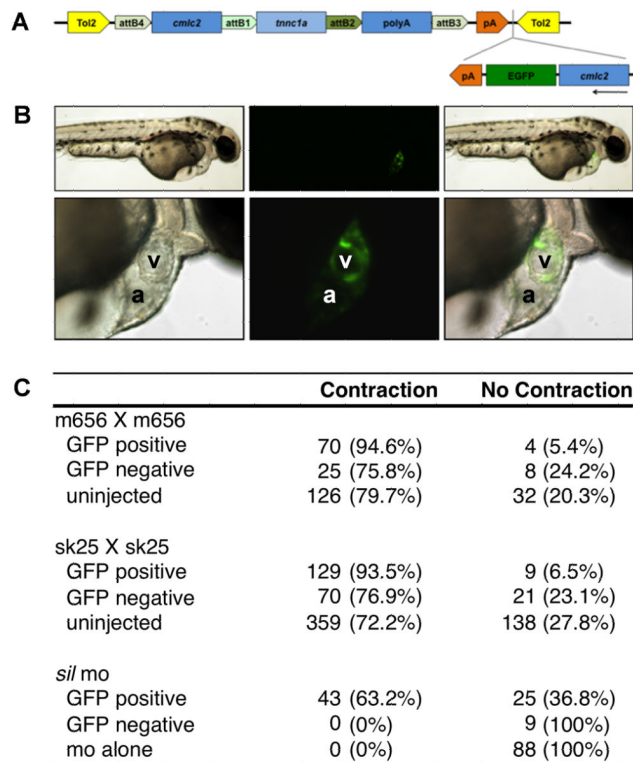 A
Tol2 attB4 cmlc2 attB1 tnnc1a attB2 polyA attB3 pA Tol2
pA EGFP cmlc2
B
v v v
a a a
C
Contraction No Contraction
m656 X m656
GFP positive 70 (94.6%) 4 (5.4%)
GFP negative 25 (75.8%) 8 (24.2%)
uninjected 126 (79.7%) 32 (20.3%)
sk25 X sk25
GFP positive 129 (93.5%) 9 (6.5%)
GFP negative 70 (76.9%) 21 (23.1%)
uninjected 359 (72.2%) 138 (27.8%)
sil mo
GFP positive 43 (63.2%) 25 (36.8%)
GFP negative 0 (0%) 9 (100%)
mo alone 0 (0%) 88 (100%)